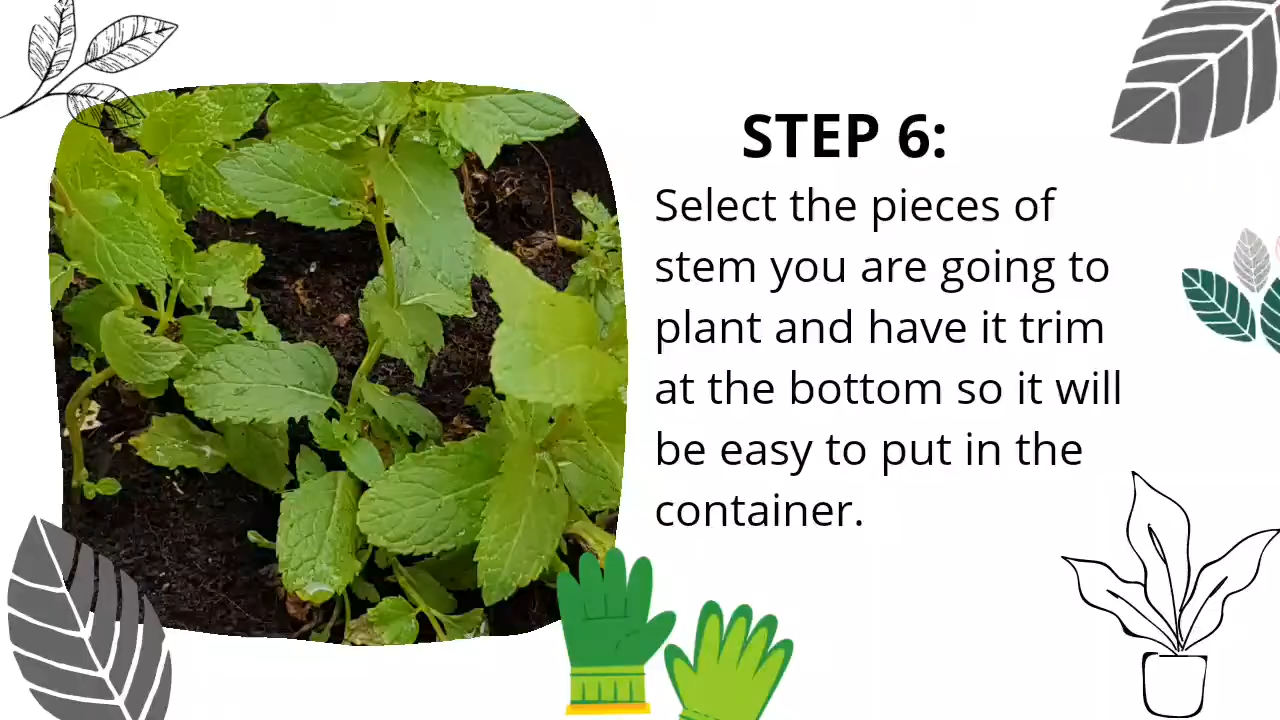 STEP 6:
Select the pieces of
stem you are going to
plant and have it trim
at the bottom so it will
be easy to put in the
container.